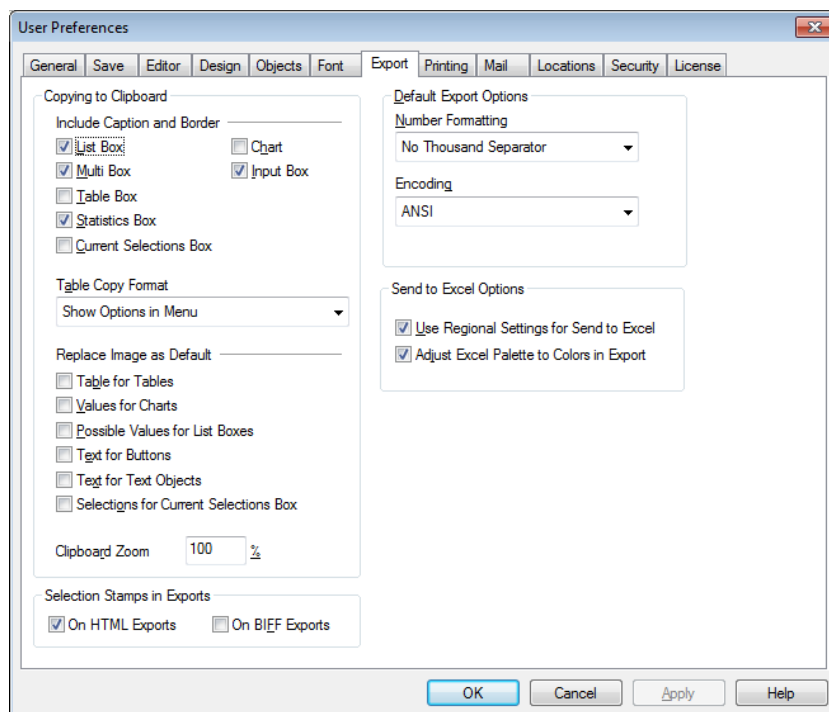 User Preferences
General Save Editor Design Objects Font Export Printing Mail Locations Security License
Copying to Clipboard
Include Caption and Border
List Box
Chart
Multi Box
Input Box
Table Box
Statistics Box
Current Selections Box
Table Copy Format
Show Options in Menu
Replace Image as Default
Table for Tables
Values for Charts
Possible Values for List Boxes
Text for Buttons
Text for Text Objects
Selections for Current Selections Box
Clipboard Zoom 100 %
Selection Stamps in Exports
On HTML Exports
On BIFF Exports
Default Export Options
Number Formatting
No Thousand Separator
Encoding
ANSI
Send to Excel Options
Use Regional Settings for Send to Excel
Adjust Excel Palette to Colors in Export
OK Cancel Apply Help